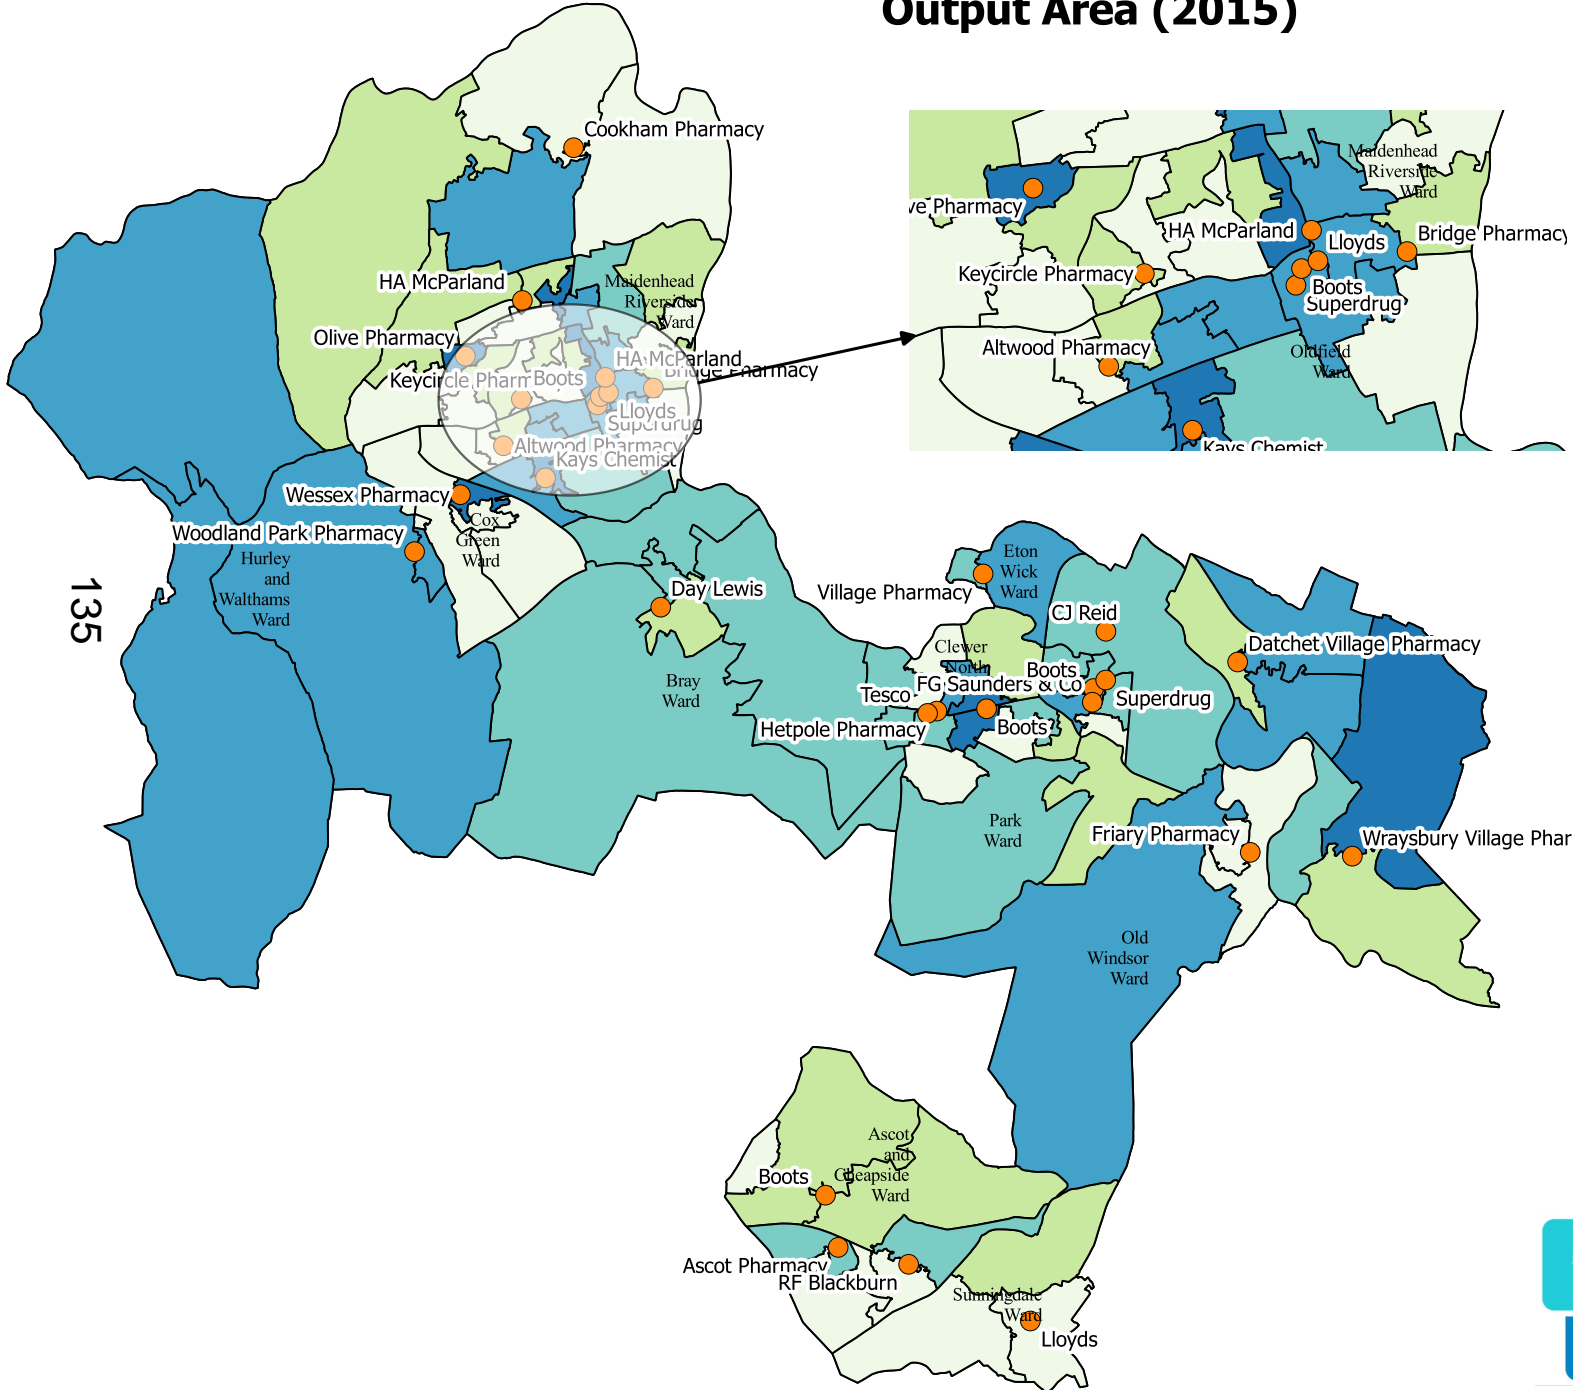 Output Area (2015)
Cookham Pharmacy
HA McParland
Maidenhead
Riverside
Ward
Olive Pharmacy
HA McParland
Bridge Pharmacy
Keycircle Pharm
Boots
Lloyds
Superdrug
Altwood Pharmacy
Kays Chemist
Wessex Pharmacy
Cox
Green
Ward
Woodland Park Pharmacy
Hurley
and
Walthams
Ward
135
Day Lewis
Bray
Ward
Maidenhead
Riverside
Ward
ve Pharmacy
HA McParland
Lloyds
Bridge Pharmacy
Keycircle Pharmacy
Boots
Superdrug
Altwood Pharmacy
Oldfield
Ward
Kays Chemist
Eton
Wick
Ward
Village Pharmacy
CJ Reid
Clewer
North
Boots
Datchet Village Pharmacy
FG Saunders & Co
Tesco
Superdrug
Hetpole Pharmacy
Boots
Park
Ward
Friary Pharmacy
Wraysbury Village Phar
Old
Windsor
Ward
Ascot
and
Cheapside
Ward
Boots
Ascot Pharmacy
RF Blackburn
Sunningdale
Ward
Lloyds